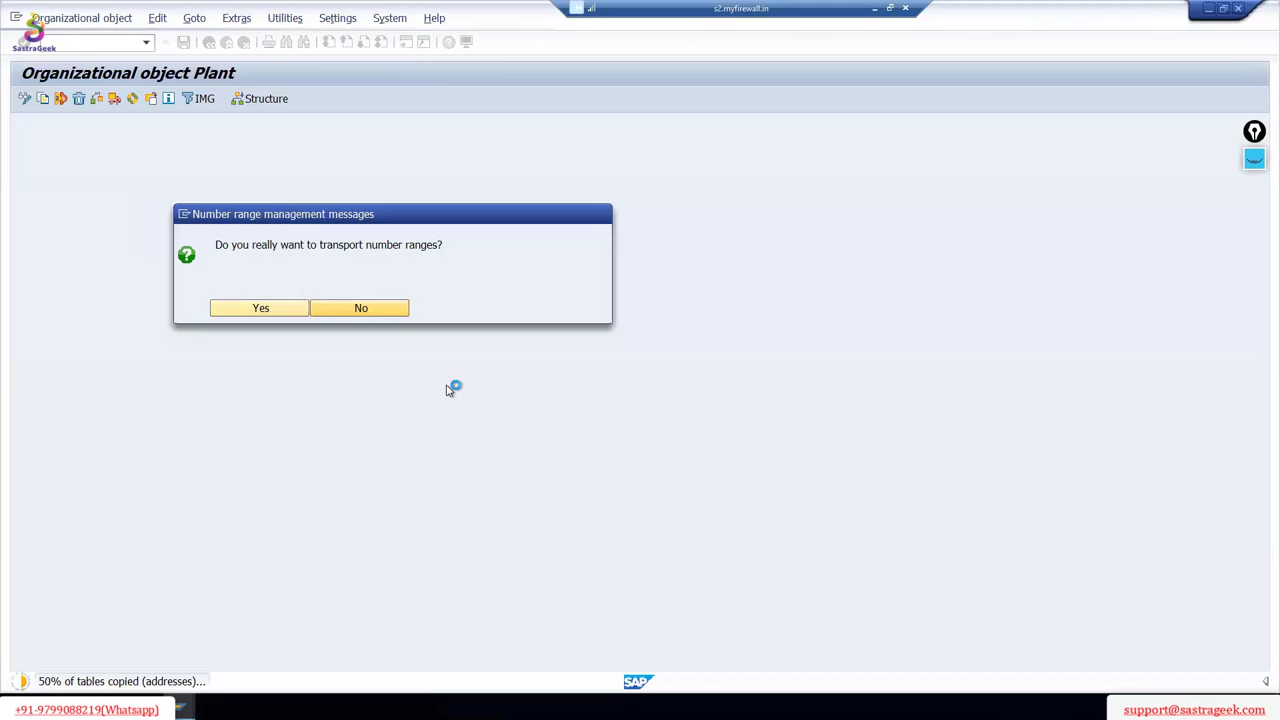 s2.myfirewall.in
Organizational object Edit Goto Extras Utilities Settings System Help
SastraGeek
Organizational object Plant
IMG Structure
Number range management messages
Do you really want to transport number ranges?
Yes No
50% of tables copied (addresses)...
SAP
+91-9799088219(Whatsapp)
support@sastrageek.com